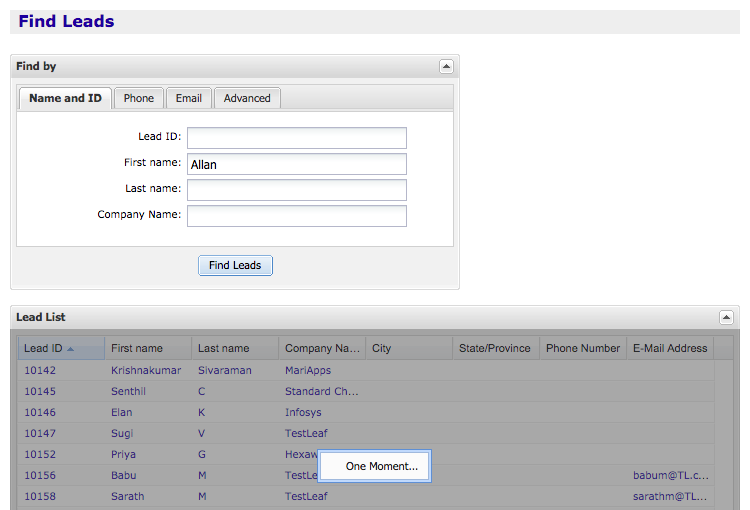 Find Leads
Find by
Name and ID Phone Email Advanced
Lead ID:
First name: Allan
Last name:
Company Name:
Find Leads
Lead List
Lead ID First name Last name Company Na... City State/Province Phone Number E-Mail Address
10142 Krishnakumar Sivaraman MariApps
10145 Senthil C Standard Ch...
10146 Elan K Infosys
10147 Sugi V TestLeaf
10152 Priya G Hexaw
One Moment...
10156 Babu M TestLe babum@TL.c...
10158 Sarath M TestLeaf sarathm@TL...